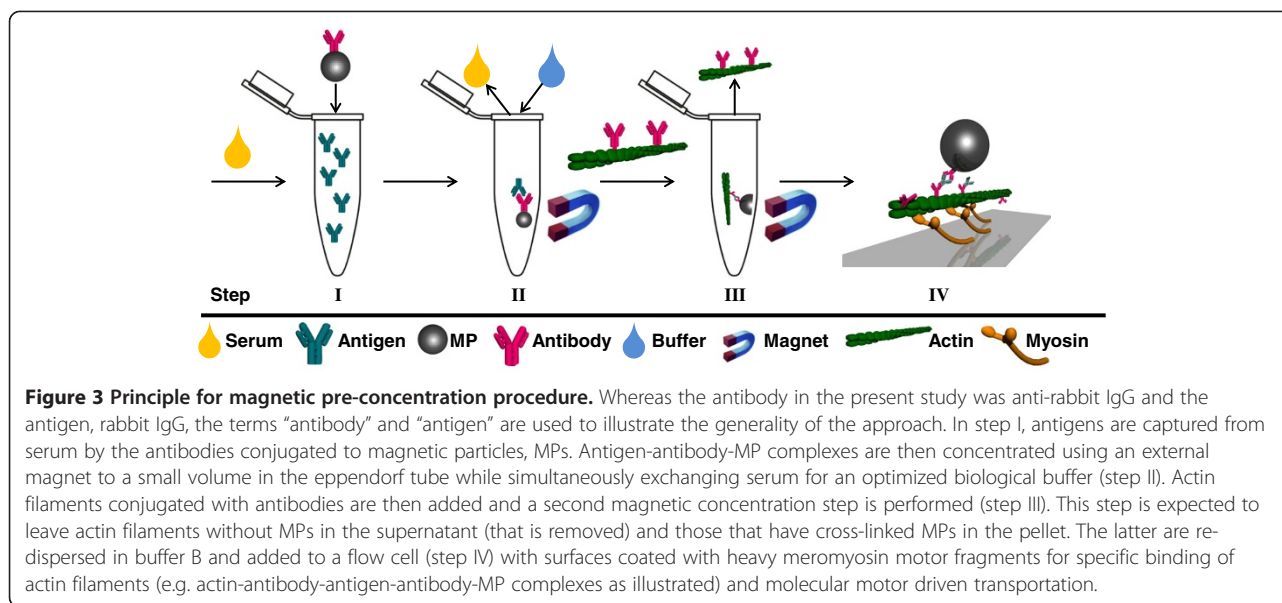 Step I II III IV
Serum Antigen MP Antibody Buffer Magnet Actin Myosin
Figure 3 Principle for magnetic pre-concentration procedure. Whereas the antibody in the present study was anti-rabbit IgG and the
antigen, rabbit IgG, the terms “antibody” and “antigen” are used to illustrate the generality of the approach. In step I, antigens are captured from
serum by the antibodies conjugated to magnetic particles, MPs. Antigen-antibody-MP complexes are then concentrated using an external
magnet to a small volume in the eppendorf tube while simultaneously exchanging serum for an optimized biological buffer (step II). Actin
filaments conjugated with antibodies are then added and a second magnetic concentration step is performed (step III). This step is expected to
leave actin filaments without MPs in the supernatant (that is removed) and those that have cross-linked MPs in the pellet. The latter are re-
dispersed in buffer B and added to a flow cell (step IV) with surfaces coated with heavy meromyosin motor fragments for specific binding of
actin filaments (e.g. actin-antibody-antigen-antibody-MP complexes as illustrated) and molecular motor driven transportation.